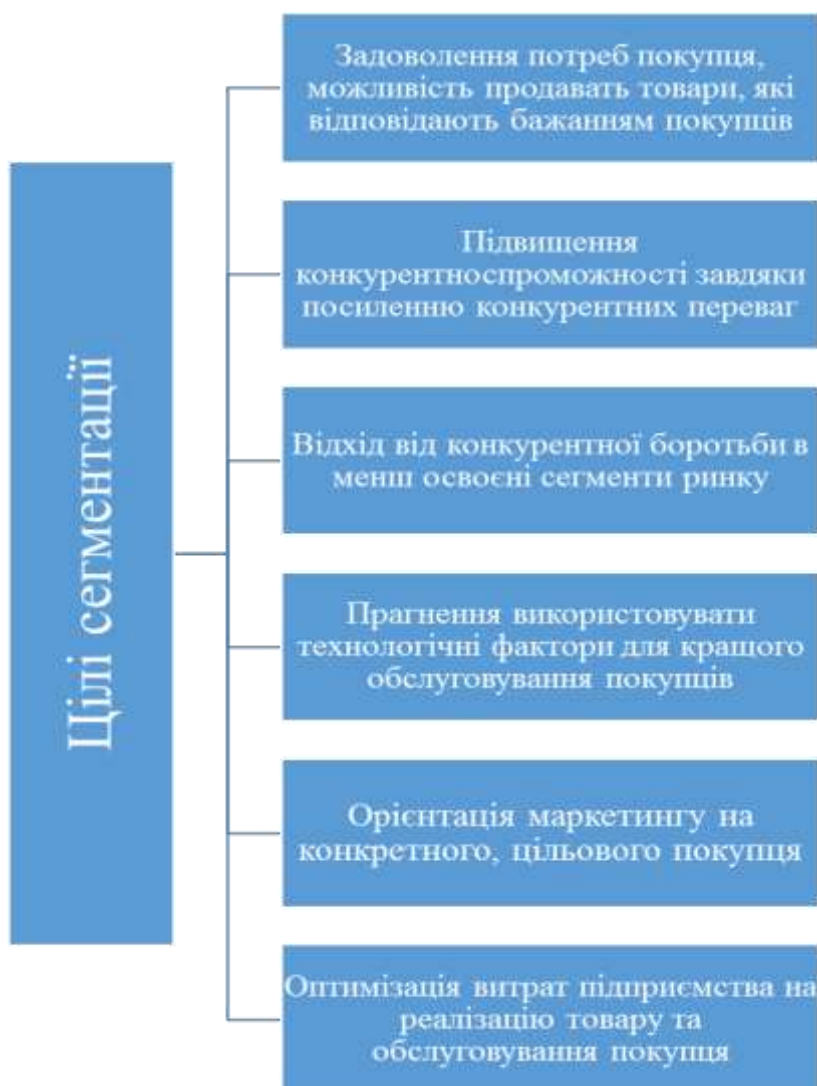 Цілі сегментації
Задоволення потреб покупця,
можливість продавать товари, які
відповідають бажанням покупців
Підвищення
конкурентноспроможності завдяки
посиленню конкурентних переваг
Відхід від конкурентної боротьби в
менш освоєні сегменти ринку
Прагнення використовувати
технологічні фактори для кращого
обслуговування покупців
Орієнтація маркетингу на
конкретного, цільового покупця
Оптимізація витрат підприємства на
реалізацію товару та
обслуговування покупця